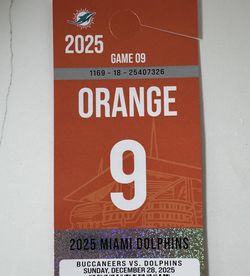 2025
GAME 09
1169 - 18 - 25407326
ORANGE
9
2025 MIAMI DOLPHINS
BUCCANEERS VS. DOLPHINS
SUNDAY, DECEMBER 28, 2025